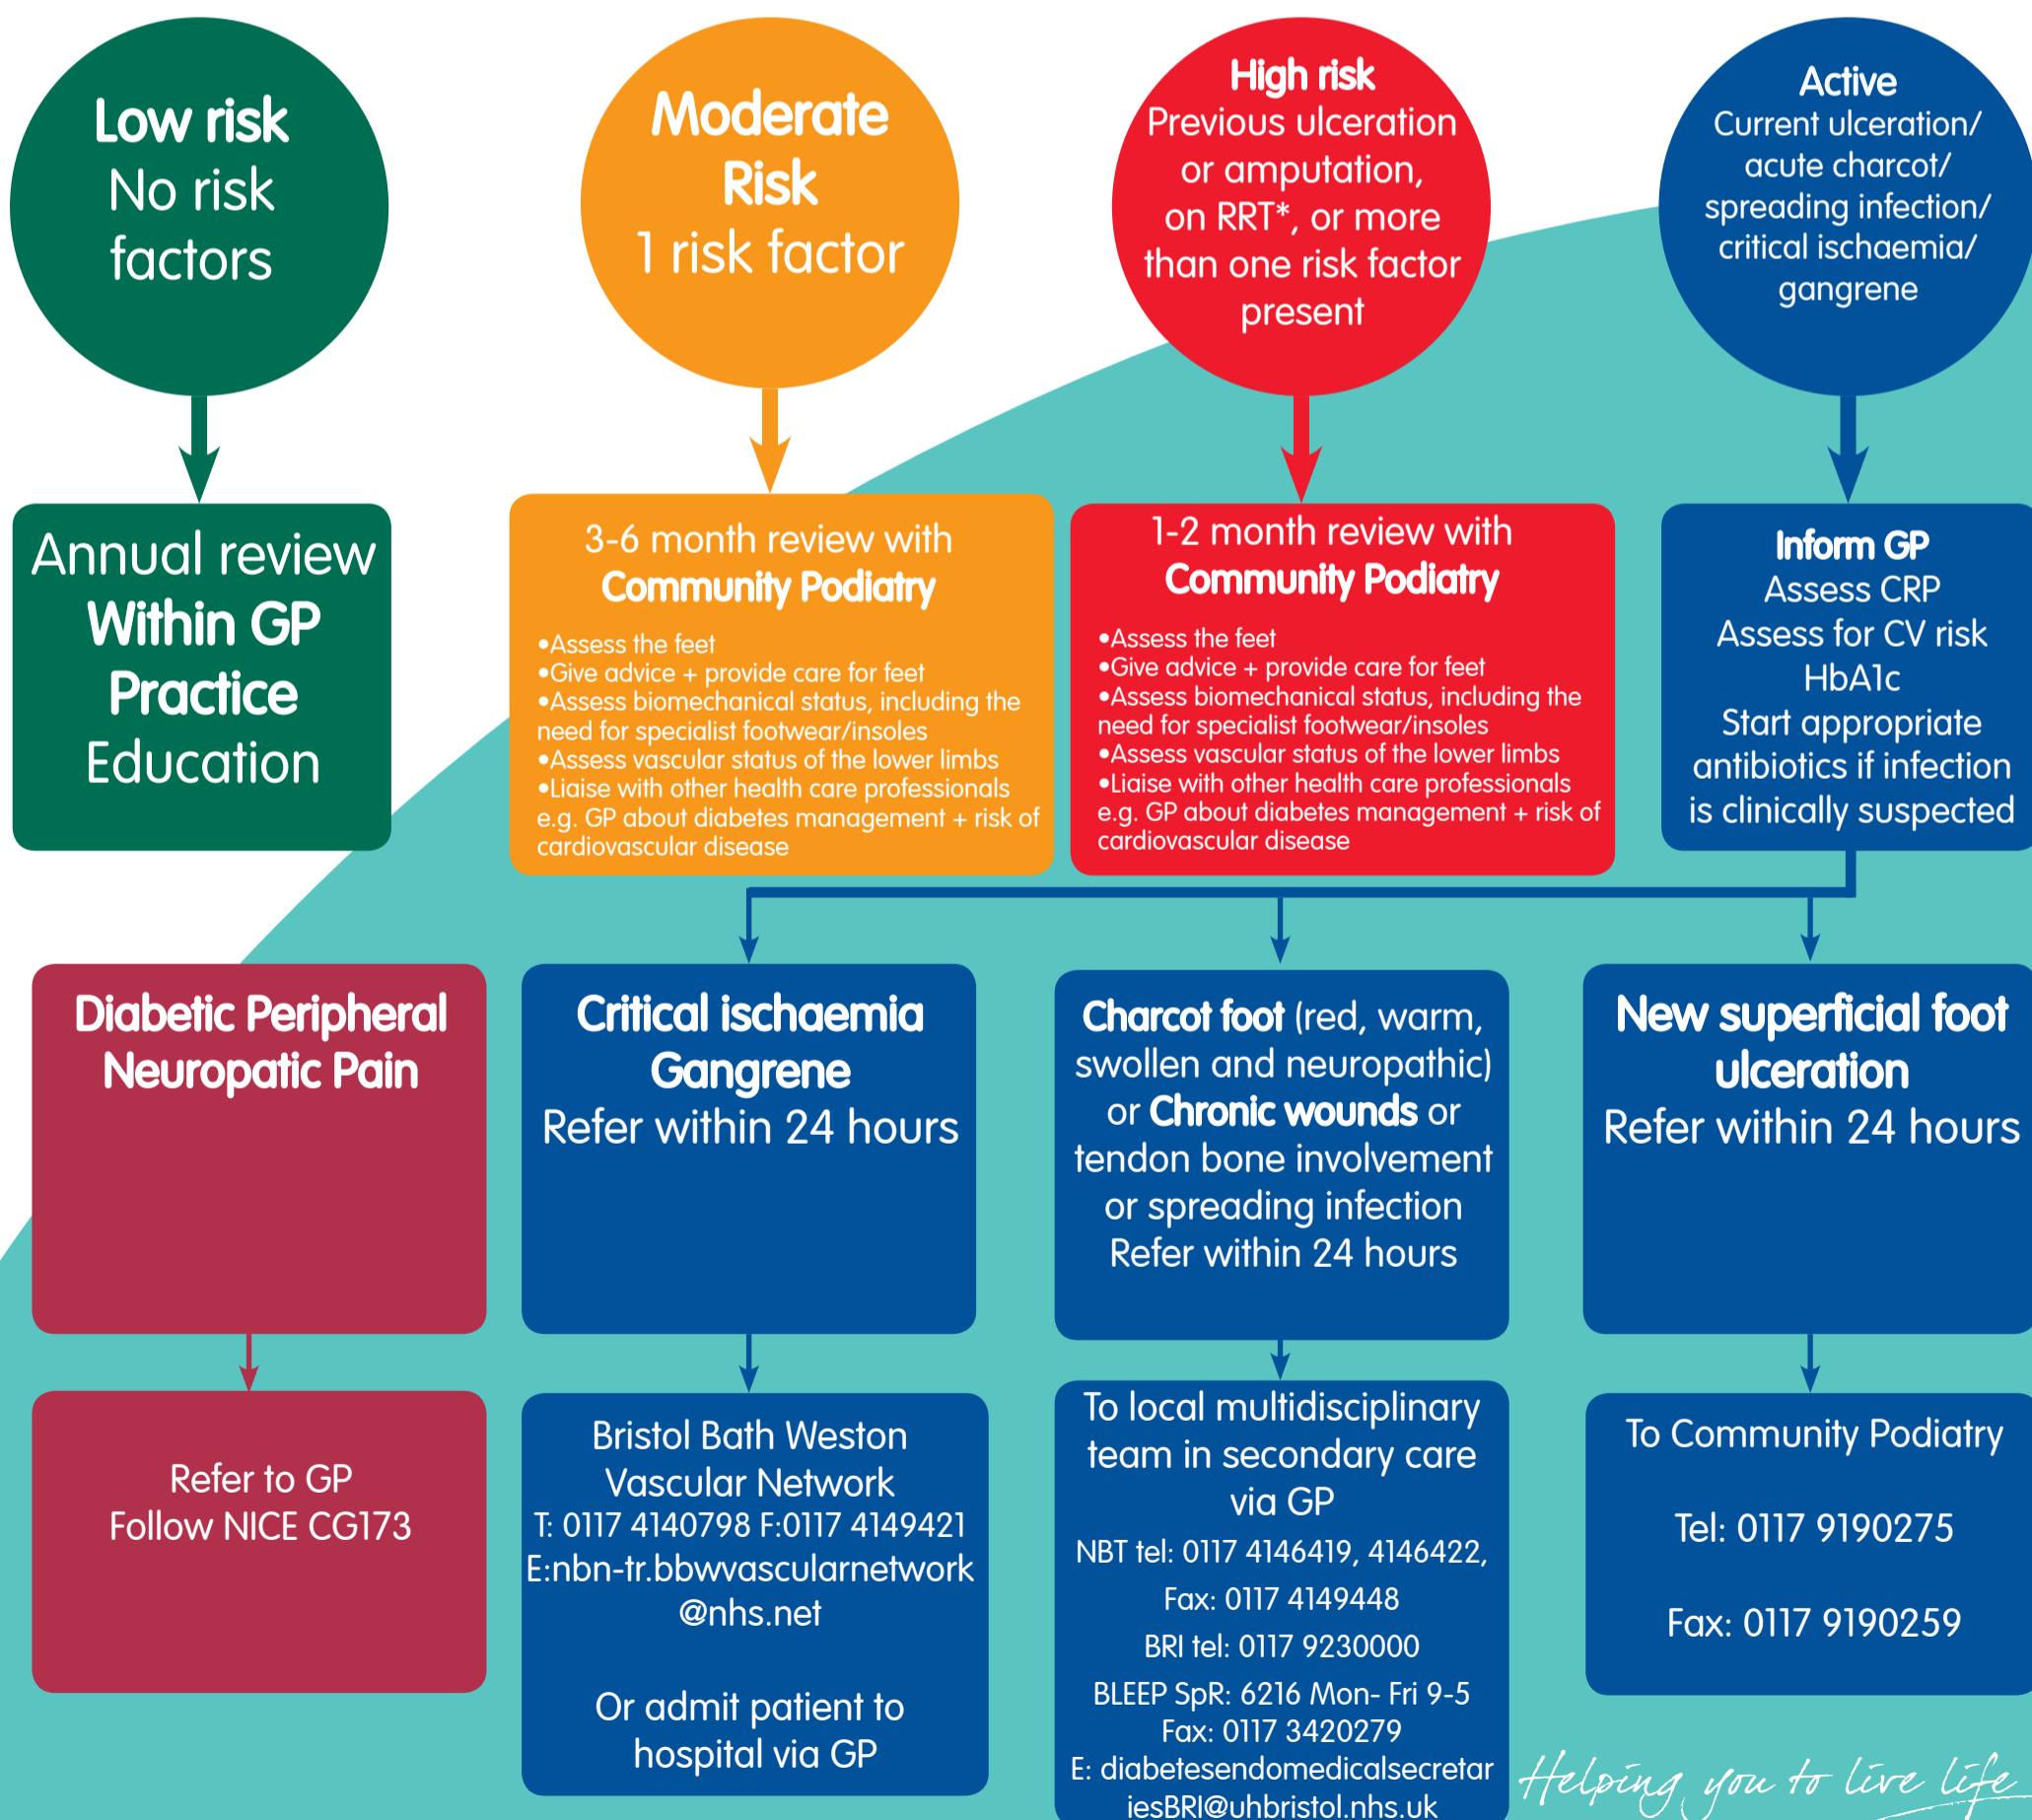 Low risk
No risk
factors
Moderate
Risk
1 risk factor
High risk
Previous ulceration
or amputation,
on RRT*, or more
than one risk factor
present
Active
Current ulceration/
acute charcot/
spreading infection/
critical ischaemia/
gangrene
Annual review
Within GP
Practice
Education
3-6 month review with
Community Podiatry
•Assess the feet
•Give advice + provide care for feet
•Assess biomechanical status, including the
need for specialist footwear/insoles
•Assess vascular status of the lower limbs
•Liaise with other health care professionals
e.g. GP about diabetes management + risk of
cardiovascular disease
1-2 month review with
Community Podiatry
•Assess the feet
•Give advice + provide care for feet
•Assess biomechanical status, including the
need for specialist footwear/insoles
•Assess vascular status of the lower limbs
•Liaise with other health care professionals
e.g. GP about diabetes management + risk of
cardiovascular disease
Inform GP
Assess CRP
Assess for CV risk
HbA1c
Start appropriate
antibiotics if infection
is clinically suspected
Diabetic Peripheral
Neuropatic Pain
Critical ischaemia
Gangrene
Refer within 24 hours
Charcot foot (red, warm,
swollen and neuropathic)
or Chronic wounds or
tendon bone involvement
or spreading infection
Refer within 24 hours
New superficial foot
ulceration
Refer within 24 hours
Refer to GP
Follow NICE CG173
Bristol Bath Weston
Vascular Network
T: 0117 4140798 F:0117 4149421
E:nbn-tr.bbwvascularnetwork
@nhs.net
Or admit patient to
hospital via GP
To local multidisciplinary
team in secondary care
via GP
NBT tel: 0117 4146419, 4146422,
Fax: 0117 4149448
BRI tel: 0117 9230000
BLEEP SpR: 6216 Mon- Fri 9-5
Fax: 0117 3420279
E: diabetesendomedicalsecretar
iesBRI@uhbristol.nhs.uk
To Community Podiatry
Tel: 0117 9190275
Fax: 0117 9190259
Helping you to live life